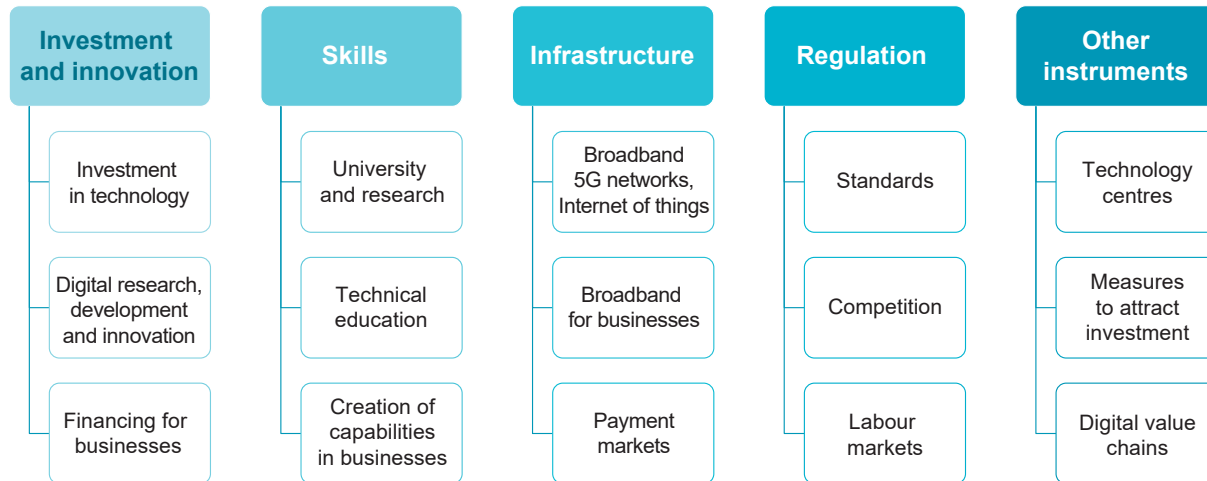 Investment
and innovation
Investment
in technology
Digital research,
development
and innovation
Financing for
businesses
Skills
University
and research
Technical
education
Creation of
capabilities
in businesses
Infrastructure
Broadband
5G networks,
Internet of things
Broadband
for businesses
Payment
markets
Regulation
Standards
Competition
Labour
markets
Other
instruments
Technology
centres
Measures
to attract
investment
Digital value
chains